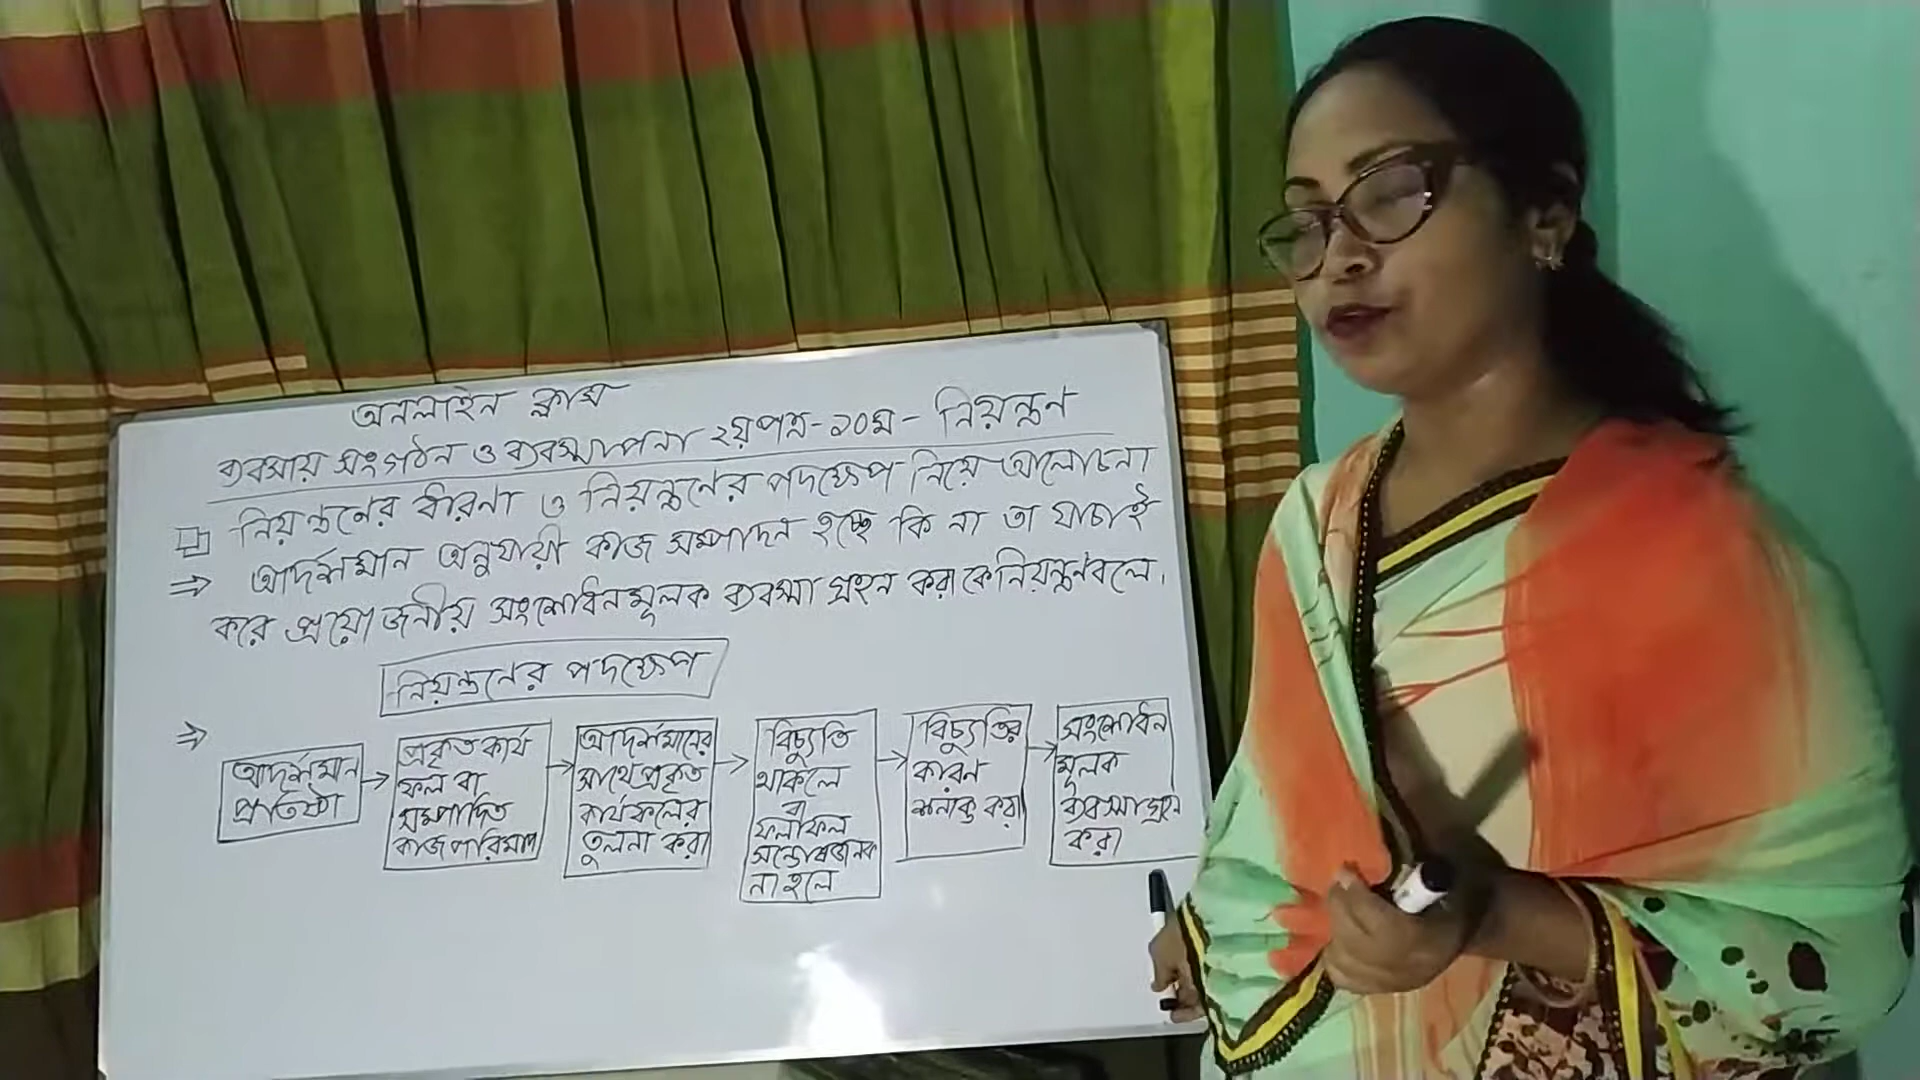 অনলাইন ক্লাস
ব্যবসায় সংগঠন ও ব্যবস্থাপনা ২য় পত্র-১০ম - নিয়ন্ত্রণ
নিয়ন্ত্রণের ধারনা ও নিয়ন্ত্রণের পদক্ষেপ নিয়ে আলোচনা
⇒ আদর্শমান অনুযায়ী কাজ সম্পাদন হচ্ছে কি না তা যাচাই
করে প্রয়োজনীয় সংশোধনমূলক ব্যবস্থা গ্রহন করাকে নিয়ন্ত্রণ বলে।
নিয়ন্ত্রণের পদক্ষেপ
⇒
আদর্শমান
প্রতিষ্ঠা
→
প্রকৃত কার্য
ফল বা
সম্পাদিত
কাজ পরিমাপ
→
আদর্শমানের
সাথে প্রকৃত
কার্যফলের
তুলনা করা
→
বিচ্যুতি
থাকলে
বা
ফলাফল
সন্তোষজনক
না হলে
→
বিচ্যুতির
কারন
শনাক্ত করা
→
সংশোধন
মূলক
ব্যবস্থা গ্রহন
করা